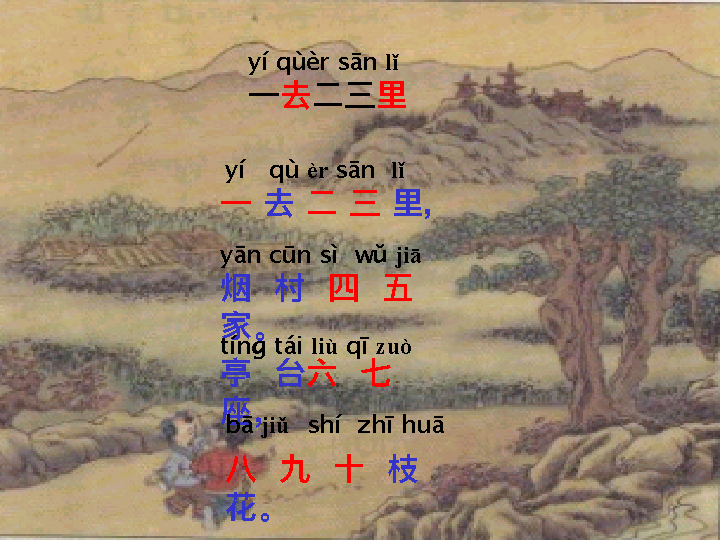 yí qùèr sān lǐ
一去二三里
yí qù èr sān lǐ
一 去 二 三 里，
yān cūn sì wǔ jiā
烟 村 四 五
家。
tíng tái liù qī zuò
亭 台六 七
座，
bā jiǔ shí zhī huā
八 九 十 枝
花。